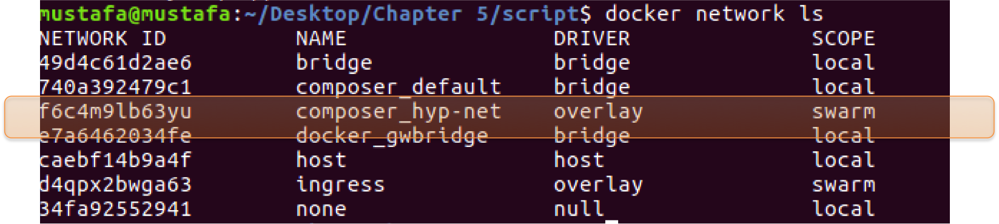 mustafa@mustafa:~/Desktop/Chapter 5/script$ docker network ls
NETWORK ID NAME DRIVER SCOPE
49d4c61d2ae6 bridge bridge local
740a392479c1 composer_default bridge local
f6c4m9lb63yu composer_hyp-net overlay swarm
e7a6462034fe docker_gwbridge bridge local
caebf14b9a4f host host local
d4qpx2bwga63 ingress overlay swarm
34fa92552941 none null local